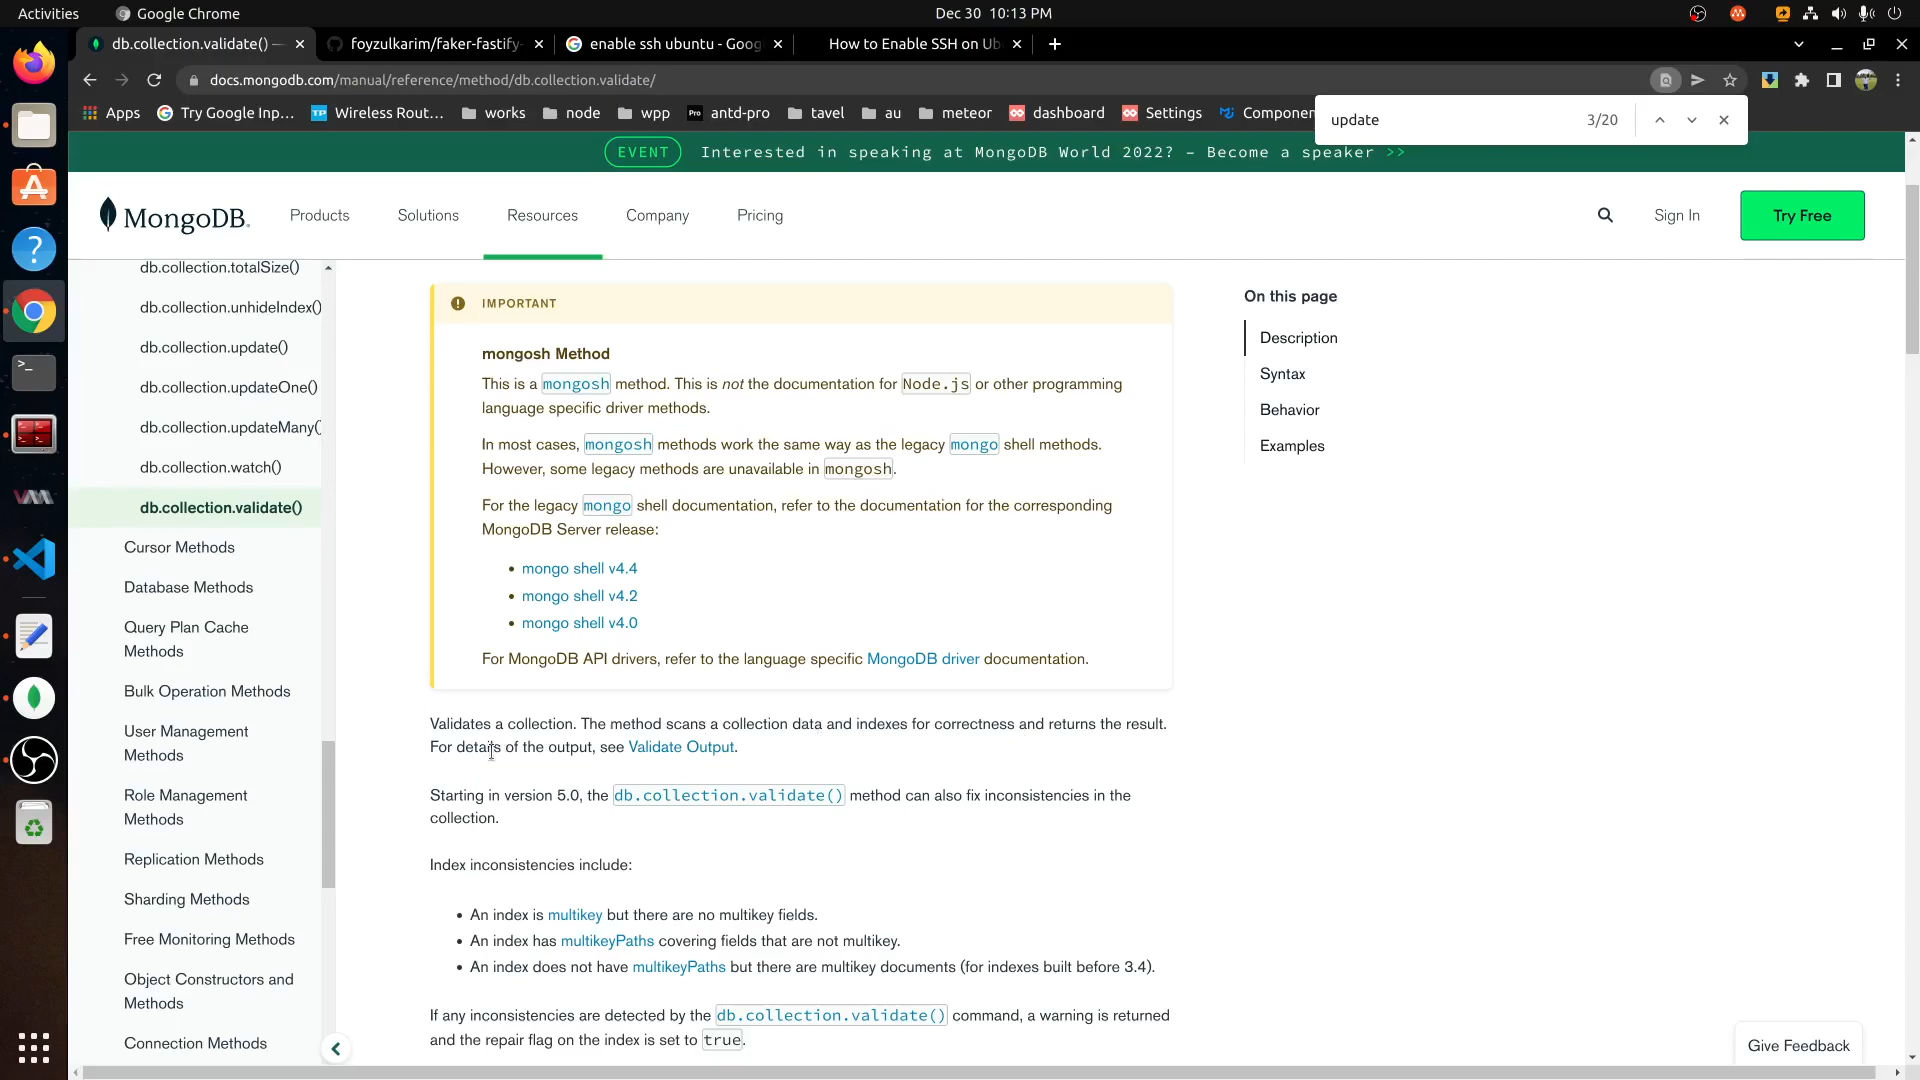 Activities
Google Chrome
Dec 30 10:13 PM
db.collection.validate() —
foyzulkarim/faker-fastify-
enable ssh ubuntu - Goog
How to Enable SSH on Ub
docs.mongodb.com/manual/reference/method/db.collection.validate/
Apps
Try Google Inp...
Wireless Rout...
works
node
wpp
antd-pro
tavel
au
meteor
dashboard
Settings
Componen
update
3/20
EVENT
Interested in speaking at MongoDB World 2022? – Become a speaker >>
MongoDB.
Products
Solutions
Resources
Company
Pricing
Sign In
Try Free
db.collection.totalSize()
db.collection.unhideIndex()
db.collection.update()
db.collection.updateOne()
db.collection.updateMany()
db.collection.watch()
db.collection.validate()
Cursor Methods
Database Methods
Query Plan Cache
Methods
Bulk Operation Methods
User Management
Methods
Role Management
Methods
Replication Methods
Sharding Methods
Free Monitoring Methods
Object Constructors and
Methods
Connection Methods
IMPORTANT
mongosh Method
This is a mongosh method. This is not the documentation for Node.js or other programming
language specific driver methods.
In most cases, mongosh methods work the same way as the legacy mongo shell methods.
However, some legacy methods are unavailable in mongosh.
For the legacy mongo shell documentation, refer to the documentation for the corresponding
MongoDB Server release:
• mongo shell v4.4
• mongo shell v4.2
• mongo shell v4.0
For MongoDB API drivers, refer to the language specific MongoDB driver documentation.
Validates a collection. The method scans a collection data and indexes for correctness and returns the result.
For details of the output, see Validate Output.
Starting in version 5.0, the db.collection.validate() method can also fix inconsistencies in the
collection.
Index inconsistencies include:
• An index is multikey but there are no multikey fields.
• An index has multikeyPaths covering fields that are not multikey.
• An index does not have multikeyPaths but there are multikey documents (for indexes built before 3.4).
If any inconsistencies are detected by the db.collection.validate() command, a warning is returned
and the repair flag on the index is set to true.
On this page
Description
Syntax
Behavior
Examples
Give Feedback